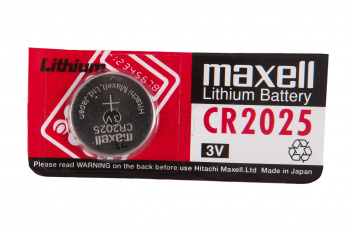 Lithium
12345678
maxell
Lithium Battery
CR2025
3V
Hitachi Maxell,Ltd.Japan
+
3V
CR2025
Please read WARNING on the back before use Hitachi Maxell.Ltd Made in Japan